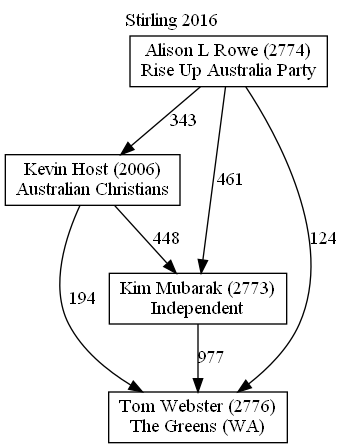 Stirling 2016
Alison L Rowe (2774)
Rise Up Australia Party
343
Kevin Host (2006)
Australian Christians
461
124
448
194
Kim Mubarak (2773)
Independent
977
Tom Webster (2776)
The Greens (WA)